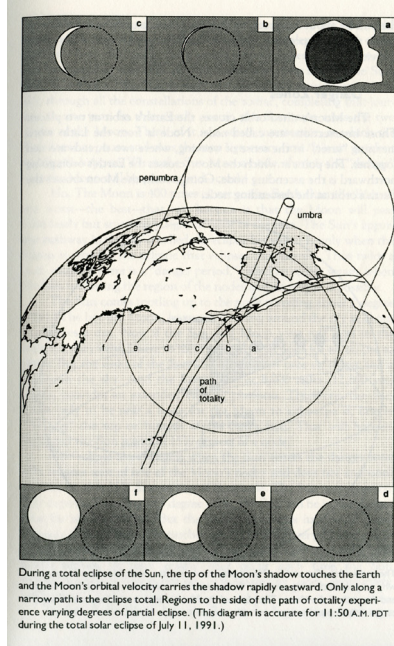 c
b
a
penumbra
umbra
f e d c b a
path
of
totality
f
e
d
During a total eclipse of the Sun, the tip of the Moon's shadow touches the Earth
and the Moon's orbital velocity carries the shadow rapidly eastward. Only along a
narrow path is the eclipse total. Regions to the side of the path of totality experi-
ence varying degrees of partial eclipse. (This diagram is accurate for 11:50 A.M. PDT
during the total solar eclipse of July 11, 1991.)